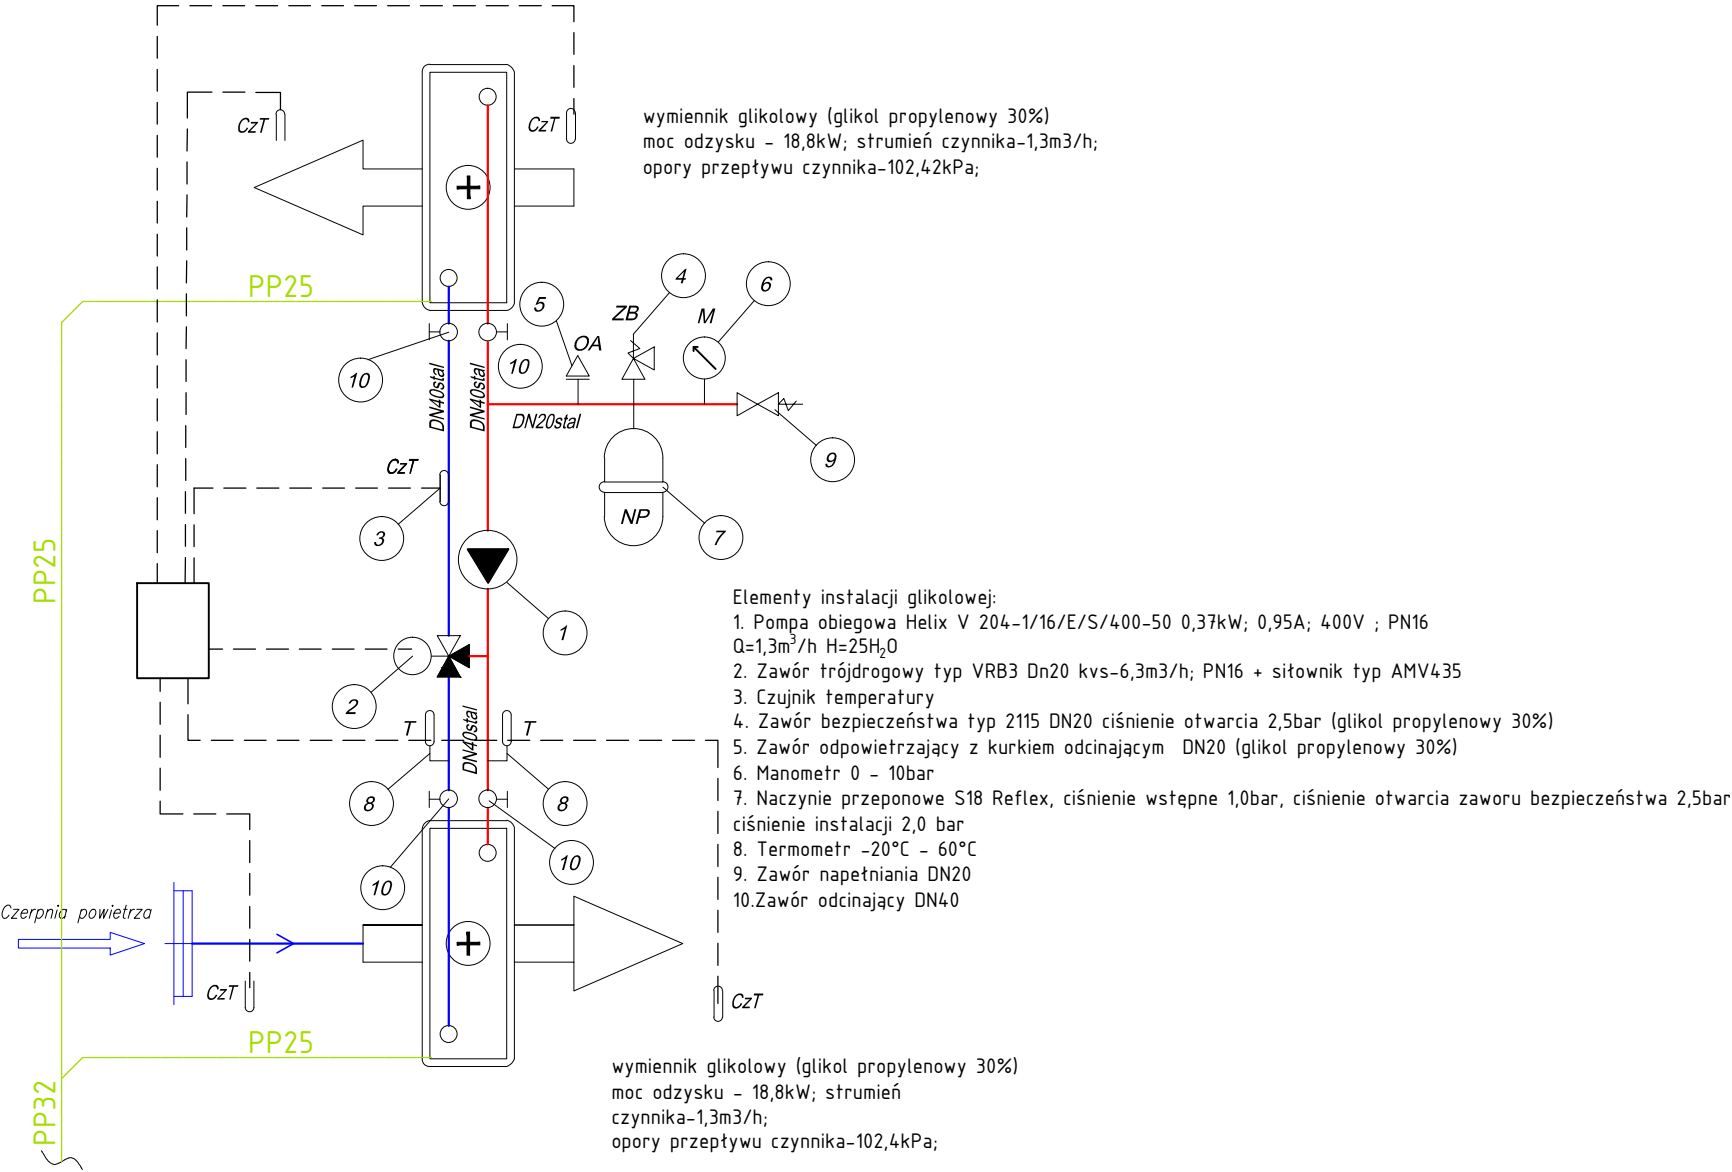 CzT
CzT
wymiennik glikolowy (glikol propylenowy 30%)
moc odzysku - 18,8kW; strumień czynnika-1,3m3/h;
opory przepływu czynnika-102,42kPa;
PP25
4
6
5
ZB
M
OA
10
10
DN40stal
DN40stal
DN20stal
9
CzT
3
NP
7
PP25
1
2
Elementy instalacji glikolowej:
1. Pompa obiegowa Helix V 204-1/16/E/S/400-50 0,37kW; 0,95A; 400V ; PN16
Q=1,3m³/h H=25H₂O
2. Zawór trójdrogowy typ VRB3 Dn20 kvs-6,3m3/h; PN16 + siłownik typ AMV435
3. Czujnik temperatury
4. Zawór bezpieczeństwa typ 2115 DN20 ciśnienie otwarcia 2,5bar (glikol propylenowy 30%)
5. Zawór odpowietrzający z kurkiem odcinającym DN20 (glikol propylenowy 30%)
6. Manometr 0 - 10bar
7. Naczynie przeponowe S18 Reflex, ciśnienie wstępne 1,0bar, ciśnienie otwarcia zaworu bezpieczeństwa 2,5bar
ciśnienie instalacji 2,0 bar
8. Termometr -20°C - 60°C
9. Zawór napełniania DN20
10.Zawór odcinający DN40
T
T
DN40stal
8
8
10
10
Czerpnia powietrza
CzT
CzT
PP25
PP32
wymiennik glikolowy (glikol propylenowy 30%)
moc odzysku - 18,8kW; strumień
czynnika-1,3m3/h;
opory przepływu czynnika-102,4kPa;